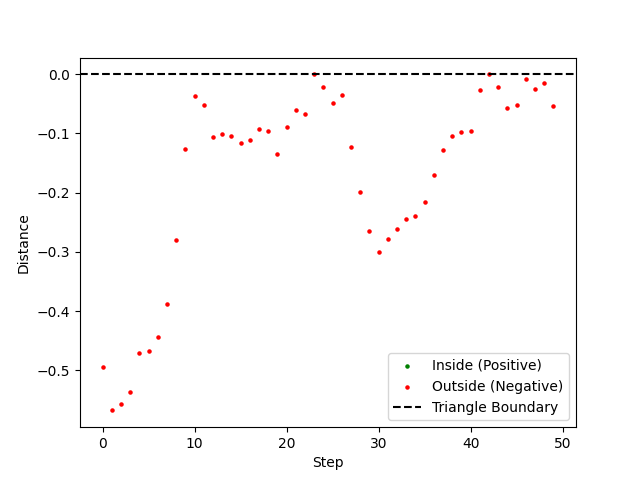 0.0
−0.1
−0.2
−0.3
−0.4
−0.5
Distance
0 10 20 30 40 50
Step
Inside (Positive)
Outside (Negative)
Triangle Boundary